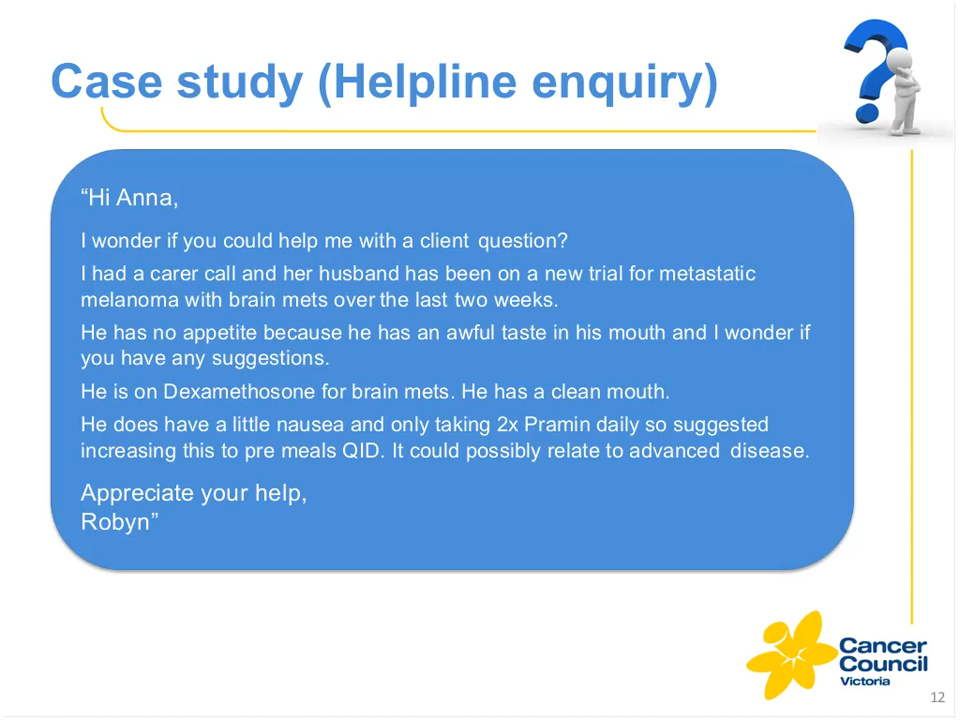 Case study (Helpline enquiry)
“Hi Anna,
I wonder if you could help me with a client question?
I had a carer call and her husband has been on a new trial for metastatic
melanoma with brain mets over the last two weeks.
He has no appetite because he has an awful taste in his mouth and I wonder if
you have any suggestions.
He is on Dexamethosone for brain mets. He has a clean mouth.
He does have a little nausea and only taking 2x Pramin daily so suggested
increasing this to pre meals QID. It could possibly relate to advanced disease.
Appreciate your help,
Robyn”
Cancer
Council
Victoria
12